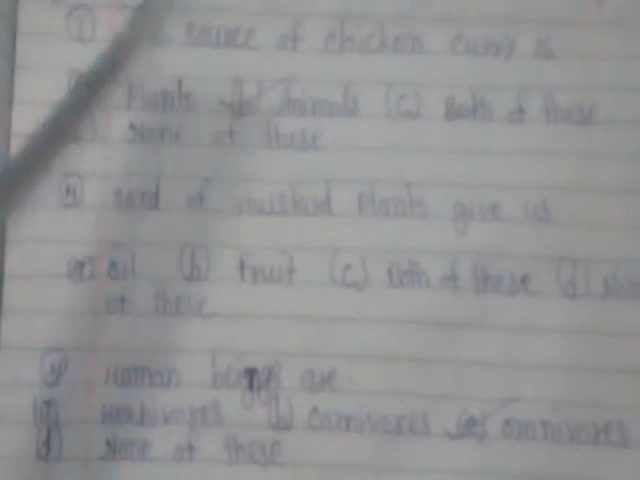 ① source of chicken curry is
Plants (b) Animals (c) Both of these
None of these
seed of mustard Plants give us
(a) oil (b) fruit (c) Both of these (d)
of these
Human beings are
(b) carnivores (c) omnivores
(d) None of these